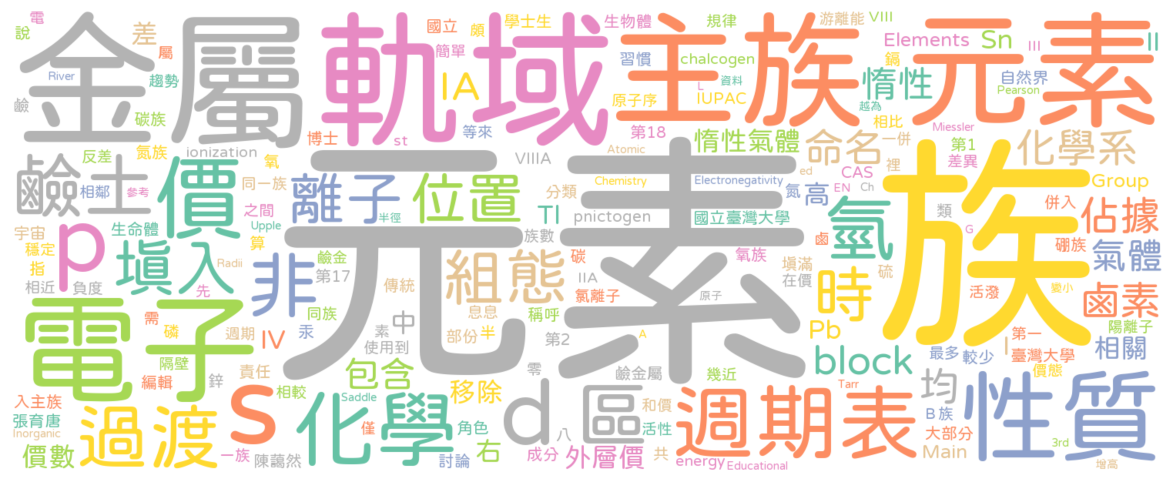 金屬
軌域
主族
元素
族
元素
電子
性質
週期表
化學
過渡
d
區
S
p
填入
價
鹼土
離子
位置
組態
非
時
氫
block
均
鹵素
氣體
佔據
化學系
命名
惰性
惰性氣體
IA
差
電
說
屬
趨勢
River
鹼
碳族
氮族
氧
ionization
反差
相鄰
參考
同一族
之間
生命體
Upple
宇宙
穩定
指
算
Radii
鹼金
第17
相近
負度
先
同族
需
磷
週期
素
中
IV
汞
隔壁
編輯
鋅
責任
相較
使用到
包含
入主族
張育唐
Inorganic
價數
一族
陳藹然
僅
Saddle
角色
討論
右
移除
國立
學士生
頗
簡單
博士
st
等來
VIIIA
分類
半徑
傳統
息息
稱呼
部份
半
第2
族數
IIA
氯離子
碳
TI
pnictogen
生物體
規律
習慣
chalcogen
原子序
IUPAC
資料
L
Atomic
Chemistry
Electronegativity
國立臺灣大學
氮
高
氧族
填滿
在價
原子
零
鹼金屬
幾近
和價
八
活性
成分
外層價
共
energy
Educational
Tarr
游離能
VIII
Elements
Sn
III
II
自然界
Pearson
越為
相比
一併
Miessler
第18
第1
差異
裡
鎘
CAS
ed
EN
Ch
Group
併入
類
鹵
G
硼族
硫
活潑
變小
陽離子
Pb
I
第一
臺灣大學
相關
最多
較少
價態
B族
大部分
Main
3rd
增高
A